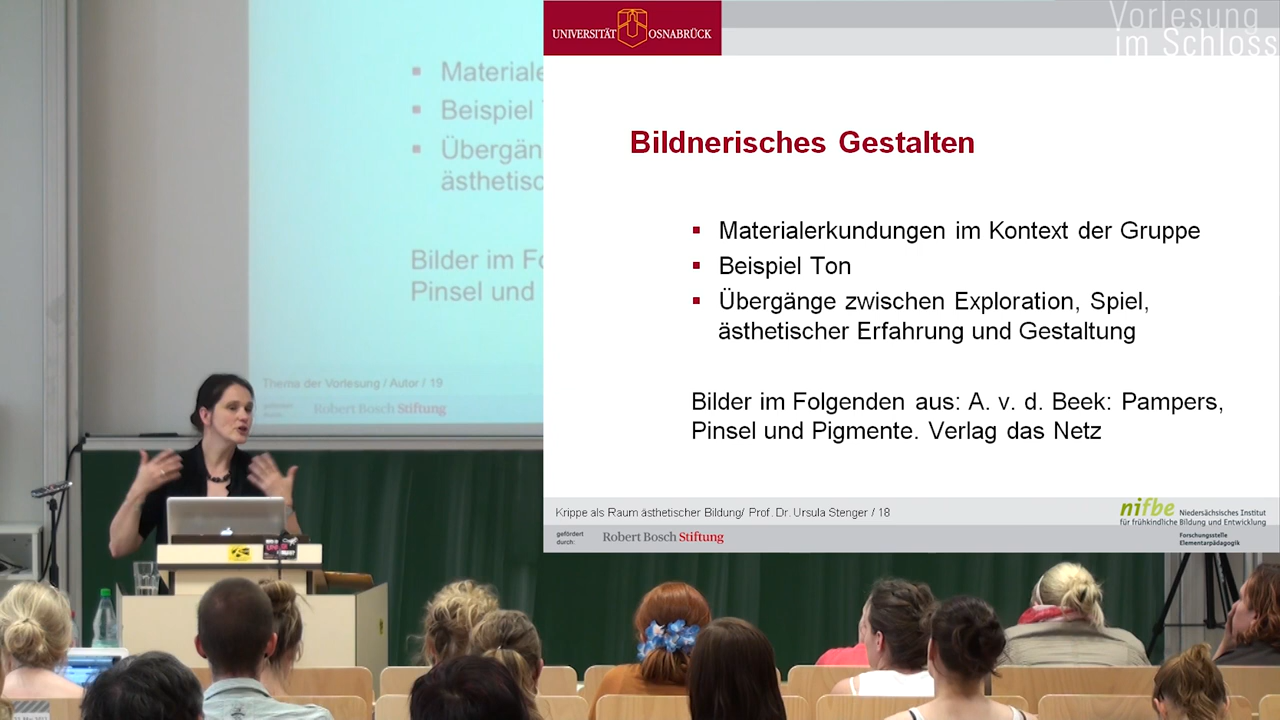 UNIVERSITÄT OSNABRÜCK
Vorlesung
im Schloss
Bildnerisches Gestalten
▪ Materialerkundungen im Kontext der Gruppe
▪ Beispiel Ton
▪ Übergänge zwischen Exploration, Spiel,
ästhetischer Erfahrung und Gestaltung
Bilder im Folgenden aus: A. v. d. Beek: Pampers,
Pinsel und Pigmente. Verlag das Netz
Krippe als Raum ästhetischer Bildung/ Prof. Dr. Ursula Stenger / 18
nifbe Niedersächsisches Institut
für frühkindliche Bildung und Entwicklung
Forschungsstelle
Elementarpädagogik
gefördert
durch:
Robert Bosch Stiftung
▪ Materiale
▪ Beispiel
▪ Übergän
ästhetisc
Bilder im Fo
Pinsel und
Thema der Vorlesung / Autor / 19
Robert Bosch Stiftung